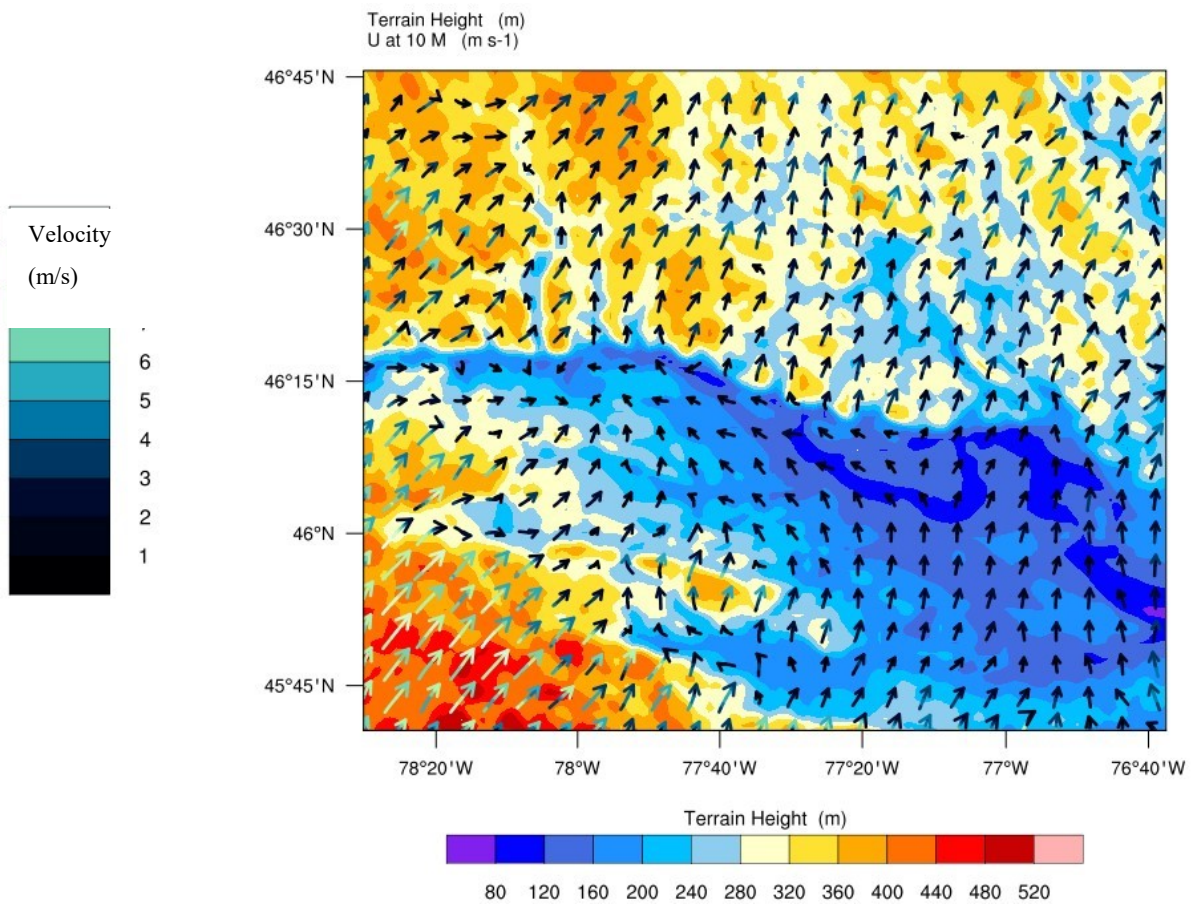 Terrain Height (m)
U at 10 M (m s-1)
46°45'N
46°30'N
46°15'N
46°N
45°45'N
78°20'W 78°W 77°40'W 77°20'W 77°W 76°40'W
Velocity
(m/s)
6
5
4
3
2
1
Terrain Height (m)
80 120 160 200 240 280 320 360 400 440 480 520